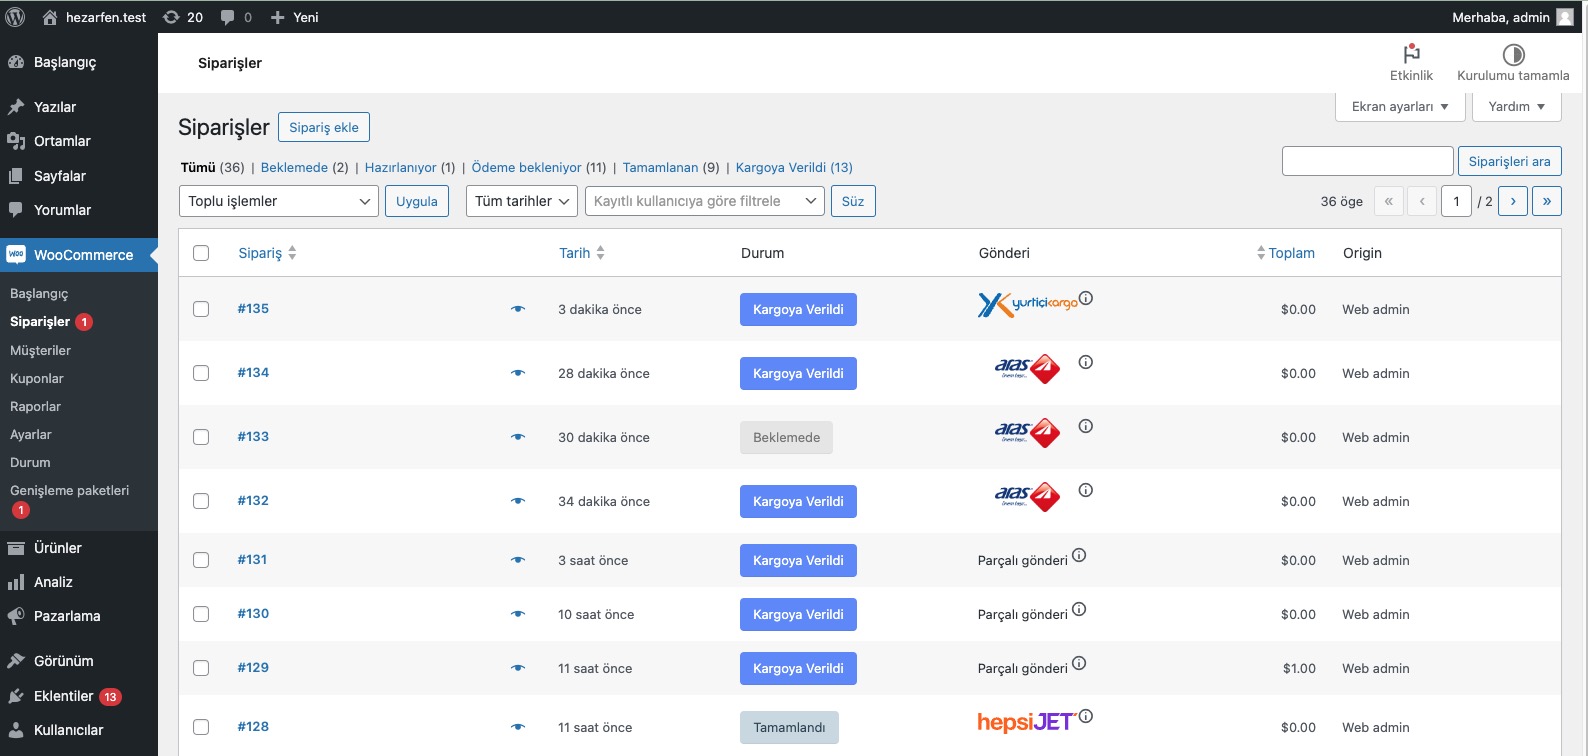 hezarfen.test 20 0 Yeni Merhaba, admin
Başlangıç
Yazılar
Ortamlar
Sayfalar
Yorumlar
WooCommerce
Başlangıç
Siparişler 1
Müşteriler
Kuponlar
Raporlar
Ayarlar
Durum
Genişleme paketleri
1
Ürünler
Analiz
Pazarlama
Görünüm
Eklentiler 13
Kullanıcılar
Siparişler
Etkinlik Kurulumu tamamla
Ekran ayarları Yardım
Siparişler Sipariş ekle
Tümü (36) | Beklemede (2) | Hazırlanıyor (1) | Ödeme bekleniyor (11) | Tamamlanan (9) | Kargoya Verildi (13)
Siparişleri ara
Toplu işlemler Uygula Tüm tarihler Kayıtlı kullanıcıya göre filtrele Süz 36 öge « ‹ 1 / 2 › »
Sipariş Tarih Durum Gönderi Toplam Origin
#135 3 dakika önce Kargoya Verildi yurtiçi kargo $0.00 Web admin
#134 28 dakika önce Kargoya Verildi aras $0.00 Web admin
#133 30 dakika önce Beklemede aras $0.00 Web admin
#132 34 dakika önce Kargoya Verildi aras $0.00 Web admin
#131 3 saat önce Kargoya Verildi Parçalı gönderi $0.00 Web admin
#130 10 saat önce Kargoya Verildi Parçalı gönderi $0.00 Web admin
#129 11 saat önce Kargoya Verildi Parçalı gönderi $1.00 Web admin
#128 11 saat önce Tamamlandı hepsiJET $0.00 Web admin